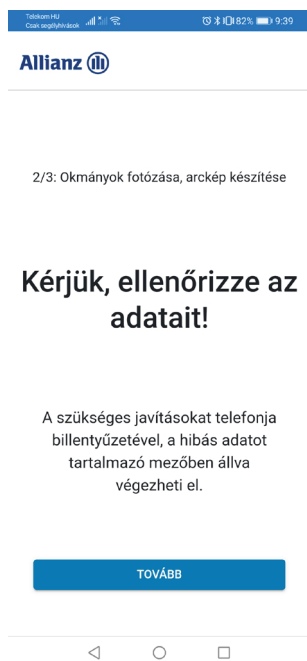 Telekom HU
Csak segélyhívások
82% 9:39
Allianz
2/3: Okmányok fotózása, arckép készítése
Kérjük, ellenőrizze az
adatait!
A szükséges javításokat telefonja
billentyűzetével, a hibás adatot
tartalmazó mezőben állva
végezheti el.
TOVÁBB